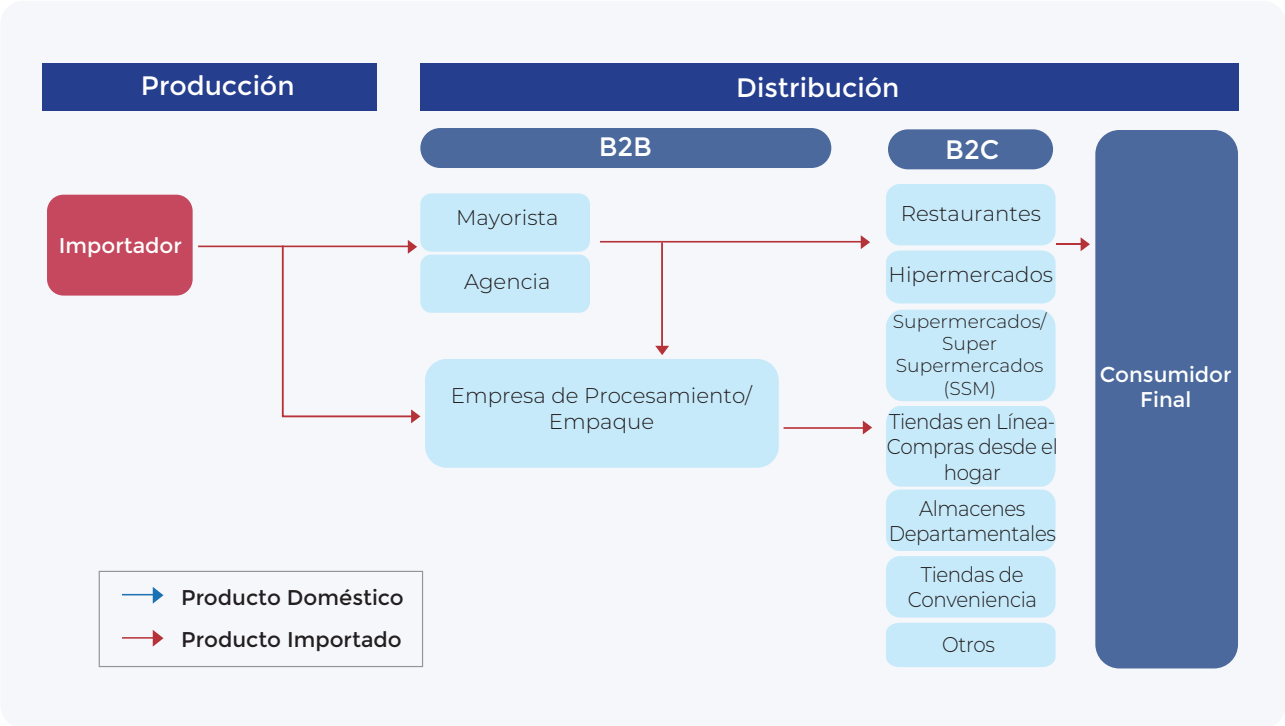 Producción
Distribución
B2B
B2C
Importador
Mayorista
Agencia
Empresa de Procesamiento/
Empaque
Restaurantes
Hipermercados
Supermercados/
Super
Supermercados
(SSM)
Tiendas en Línea-
Compras desde el
hogar
Almacenes
Departamentales
Tiendas de
Conveniencia
Otros
Consumidor
Final
Producto Doméstico
Producto Importado